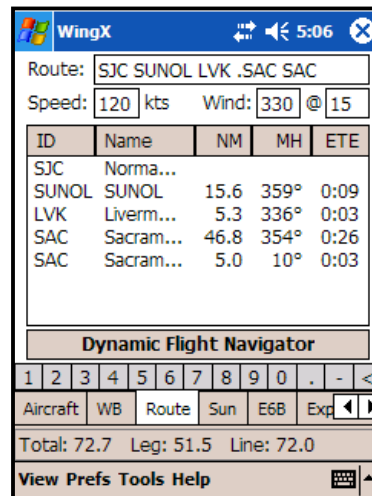 WingX 5:06
Route: SJC SUNOL LVK .SAC SAC
Speed: 120 kts Wind: 330 @ 15
ID Name NM MH ETE
SJC Norma...
SUNOL SUNOL 15.6 359° 0:09
LVK Liverm... 5.3 336° 0:03
SAC Sacram... 46.8 354° 0:26
SAC Sacram... 5.0 10° 0:03
Dynamic Flight Navigator
1 2 3 4 5 6 7 8 9 0 . - <
Aircraft WB Route Sun E6B Exp
Total: 72.7 Leg: 51.5 Line: 72.0
View Prefs Tools Help